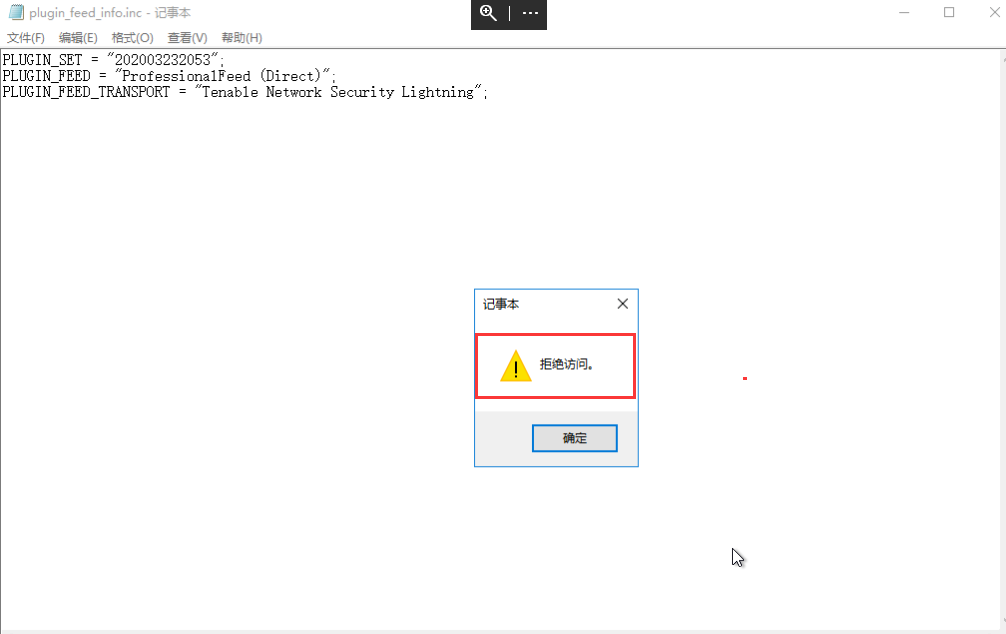 plugin_feed_info.inc - 记事本
文件(F) 编辑(E) 格式(O) 查看(V) 帮助(H)
PLUGIN_SET = "202003232053";
PLUGIN_FEED = "ProfessionalFeed (Direct)";
PLUGIN_FEED_TRANSPORT = "Tenable Network Security Lightning";
记事本
拒绝访问。
确定